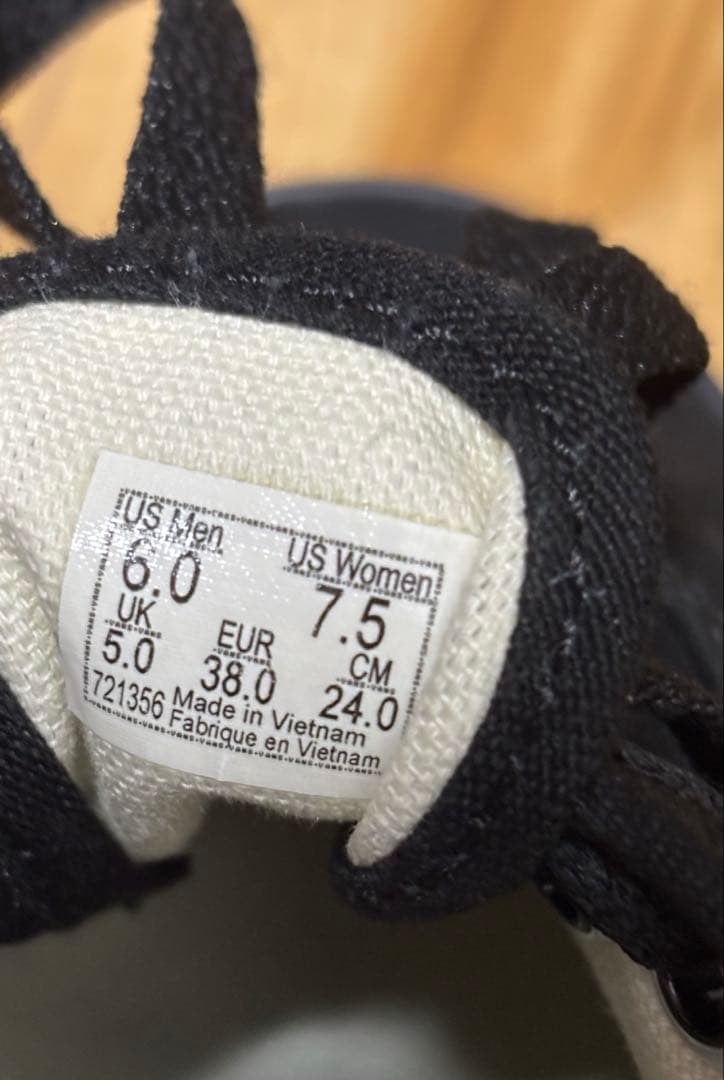 US Men
6.0
US Women
7.5
UK
5.0
EUR
38.0
CM
24.0
721356 Made in Vietnam
Fabrique en Vietnam